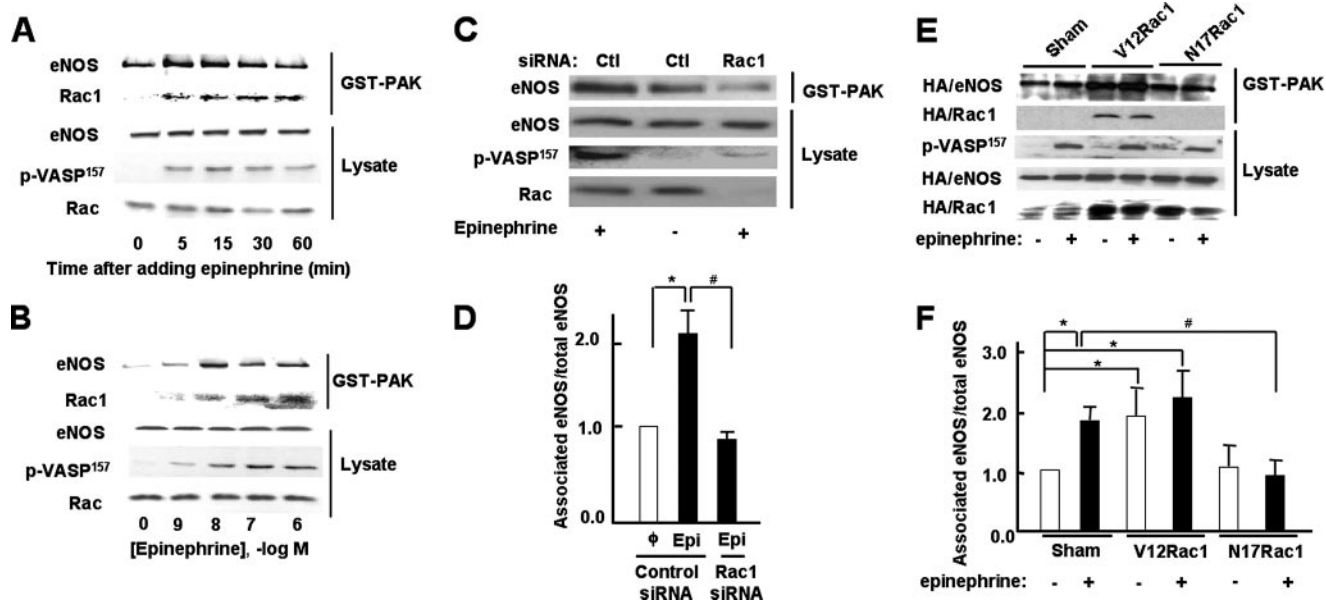 A
eNOS
Rac1
GST-PAK
eNOS
p-VASP157
Rac
Lysate
0 5 15 30 60
Time after adding epinephrine (min)
B
eNOS
Rac1
GST-PAK
eNOS
p-VASP157
Rac
Lysate
0 9 8 7 6
[Epinephrine], -log M
C
siRNA: Ctl Ctl Rac1
eNOS
GST-PAK
eNOS
p-VASP157
Rac
Lysate
Epinephrine + - +
D
Associated eNOS/total eNOS
2.0
1.0
0.0
* #
ϕ Epi Epi
Control siRNA
Rac1 siRNA
E
Sham V12Rac1 N17Rac1
HA/eNOS
HA/Rac1
GST-PAK
p-VASP157
HA/eNOS
HA/Rac1
Lysate
epinephrine: - + - + - +
F
Associated eNOS/total eNOS
3.0
2.0
1.0
0.0
* #
*
*
Sham V12Rac1 N17Rac1
epinephrine: - + - + - +